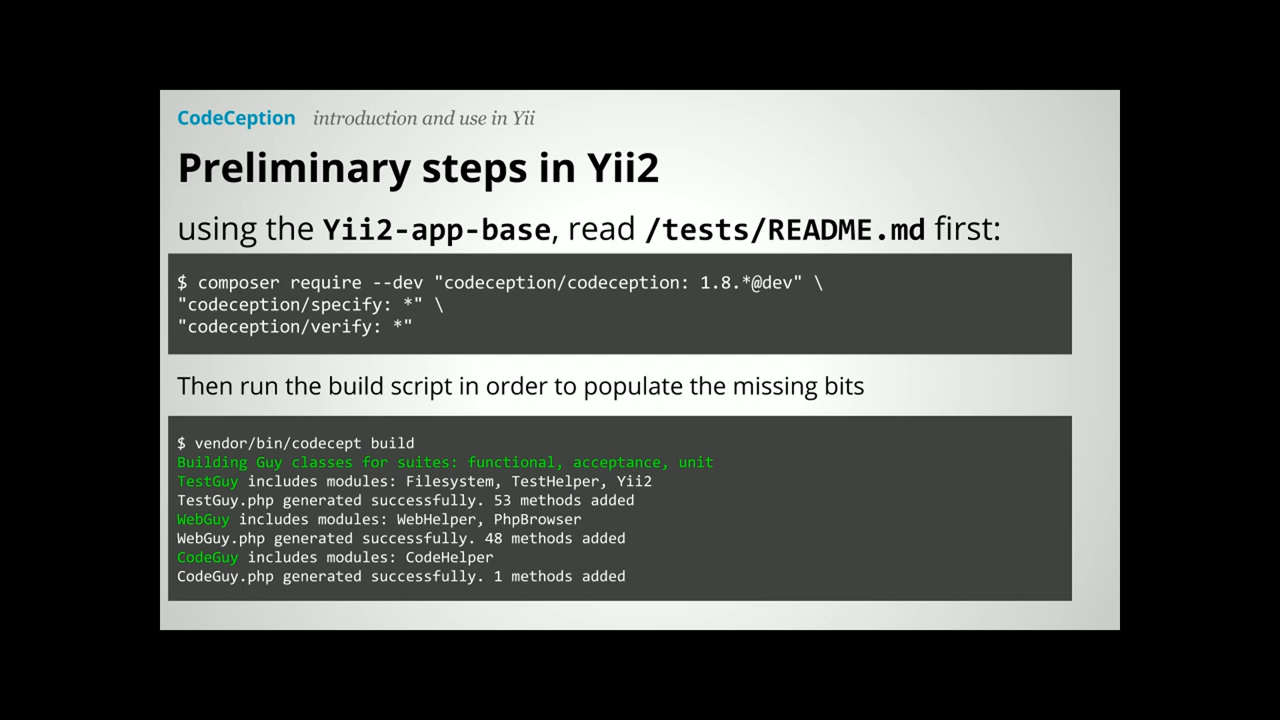 CodeCeption introduction and use in Yii
Preliminary steps in Yii2
using the Yii2-app-base, read /tests/README.md first:
$ composer require --dev "codeception/codeception: 1.8.*@dev" \
"codeception/specify: *" \
"codeception/verify: *"
Then run the build script in order to populate the missing bits
$ vendor/bin/codecept build
Building Guy classes for suites: functional, acceptance, unit
TestGuy includes modules: Filesystem, TestHelper, Yii2
TestGuy.php generated successfully. 53 methods added
WebGuy includes modules: WebHelper, PhpBrowser
WebGuy.php generated successfully. 48 methods added
CodeGuy includes modules: CodeHelper
CodeGuy.php generated successfully. 1 methods added